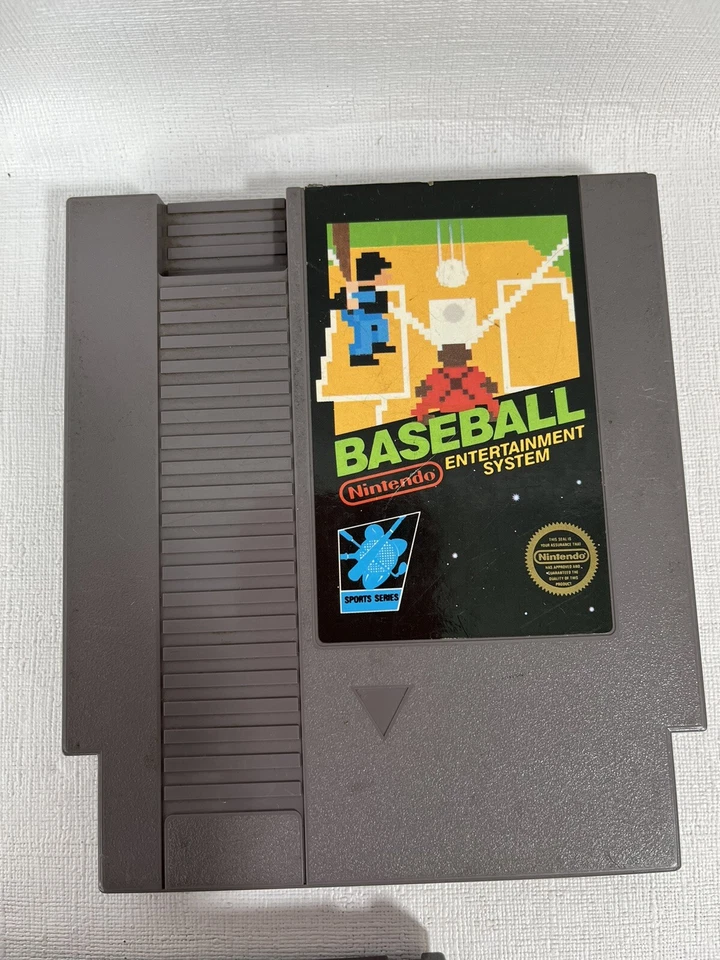 BASEBALL
Nintendo
ENTERTAINMENT
SYSTEM
SPORTS SERIES
THIS SEAL IS
YOUR ASSURANCE THAT
Nintendo
HAS APPROVED AND
GUARANTEED THE
QUALITY OF THIS
PRODUCT